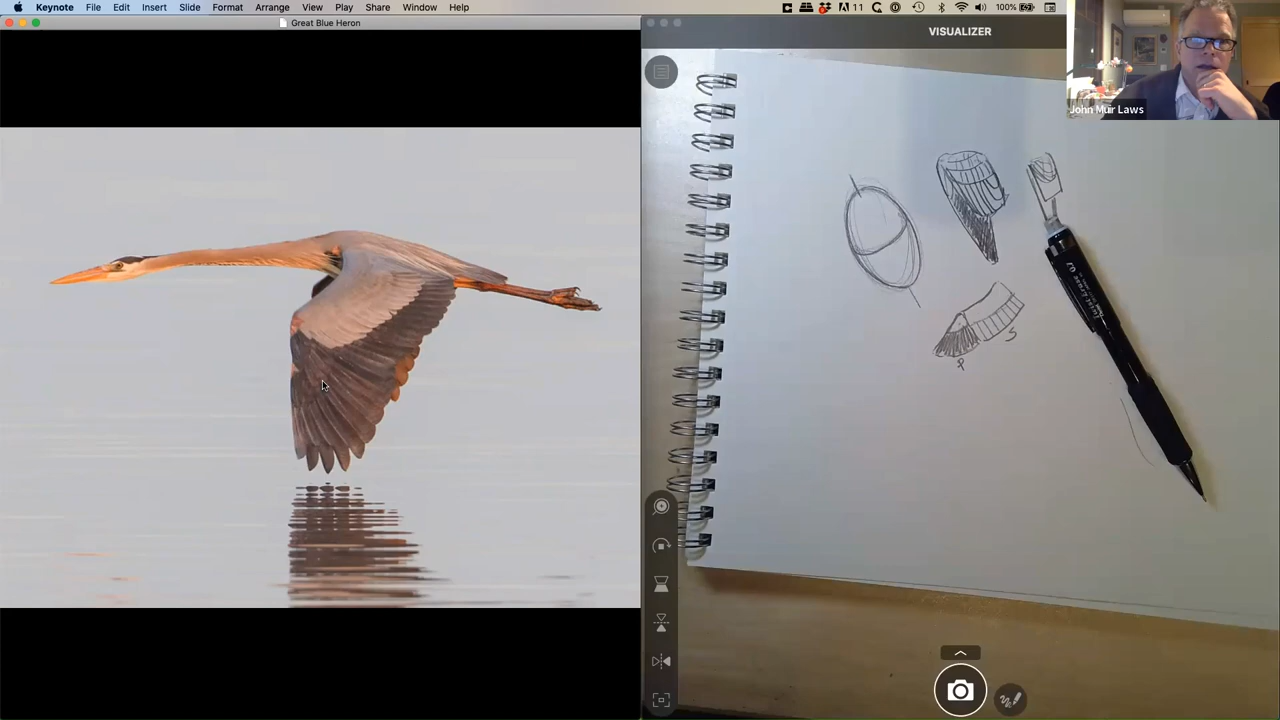 Keynote File Edit Insert Slide Format Arrange View Play Share Window Help 11 100%
Great Blue Heron
VISUALIZER
John Muir Laws
S
P